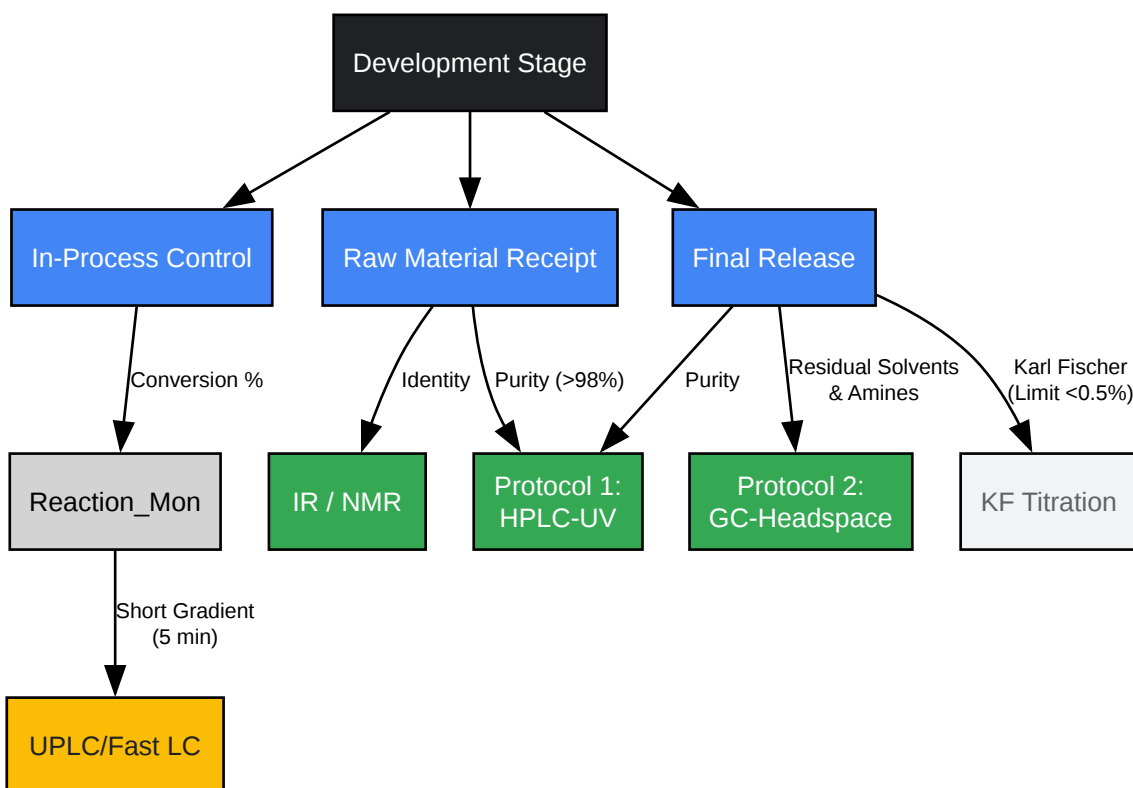 Development Stage
In-Process Control
Raw Material Receipt
Final Release
Conversion %
Identity
Purity (>98%)
Purity
Residual Solvents
& Amines
Karl Fischer
(Limit <0.5%)
Reaction_Mon
IR / NMR
Protocol 1:
HPLC-UV
Protocol 2:
GC-Headspace
KF Titration
Short Gradient
(5 min)
UPLC/Fast LC